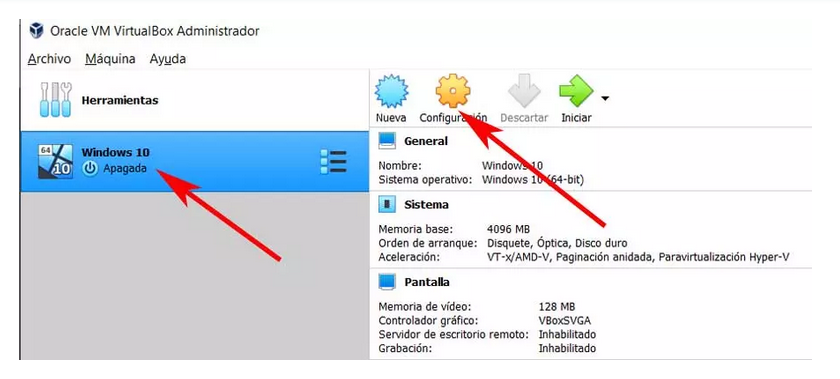 Oracle VM VirtualBox Administrador
Archivo Máquina Ayuda
Herramientas
Nueva Configuración Descartar Iniciar
64
10
Windows 10
Apagada
General
Nombre: Windows 10
Sistema operativo: Windows 10 (64-bit)
Sistema
Memoria base: 4096 MB
Orden de arranque: Disquete, Óptica, Disco duro
Aceleración: VT-x/AMD-V, Paginación anidada, Paravirtualización Hyper-V
Pantalla
Memoria de vídeo: 128 MB
Controlador gráfico: VBoxSVGA
Servidor de escritorio remoto: Inhabilitado
Grabación: Inhabilitado